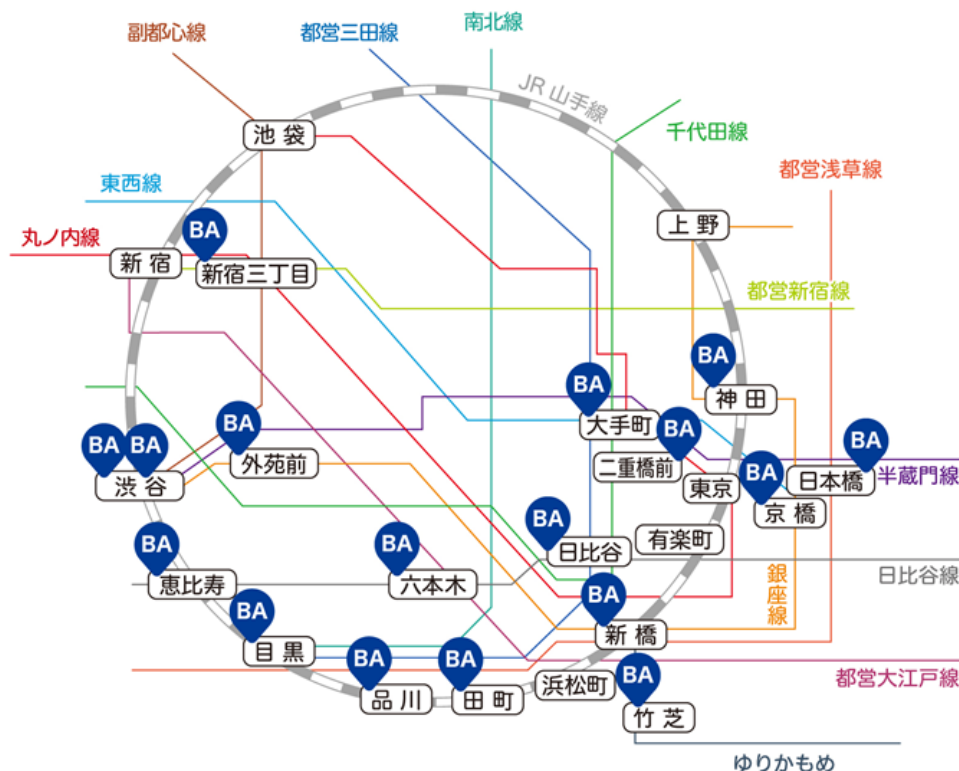 南北線
副都心線
都営三田線
JR 山手線
千代田線
池袋
都営浅草線
東西線
上野
BA
丸ノ内線
新宿
新宿三丁目
都営新宿線
BA
神田
BA
大手町
BA
BA
BA
BA
BA
二重橋前
外苑前
渋谷
BA
東京
日本橋
半蔵門線
京橋
BA
有楽町
日比谷
BA
BA
恵比寿
六本木
日比谷線
銀座線
BA
BA
新橋
目黒
BA
BA
BA
都営大江戸線
浜松町
品川
田町
竹芝
ゆりかもめ